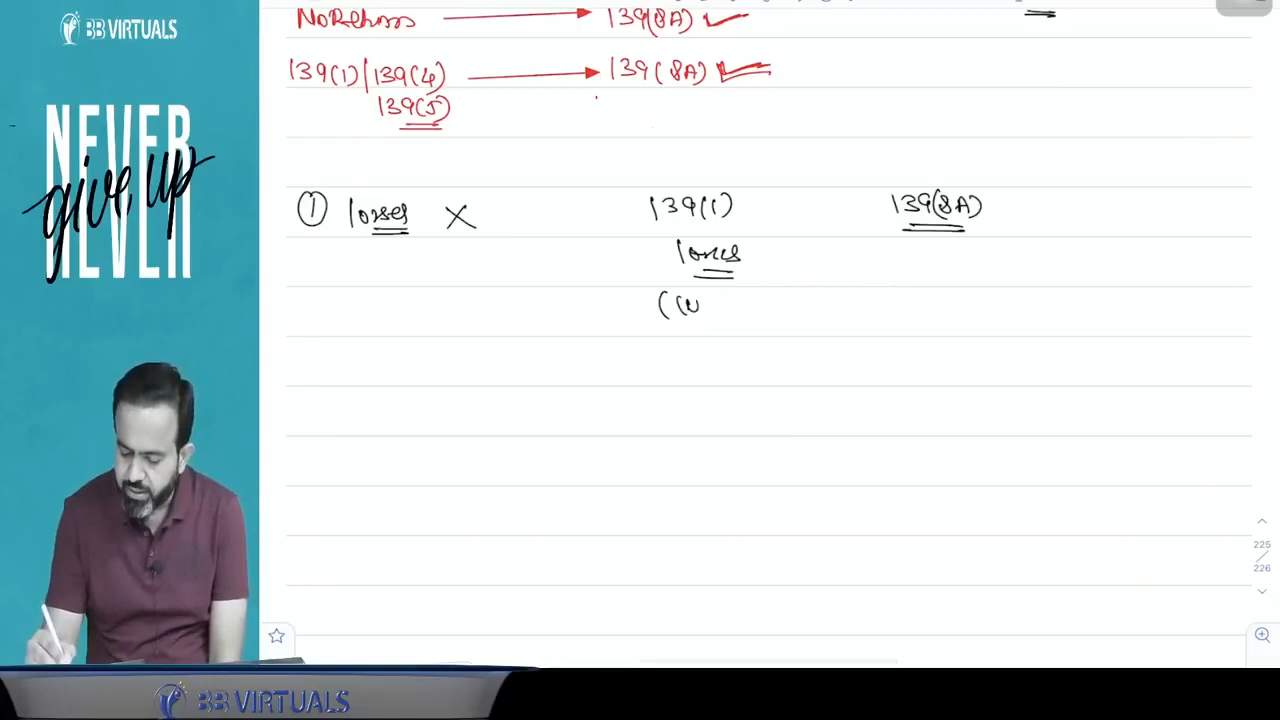 BB VIRTUALS
NEVER
give up
NEVER
139(8A)
139(1)/139(4) 139(8A)
139(5)
① losses X 139(1) 139(8A)
losses
225
226
BB VIRTUALS